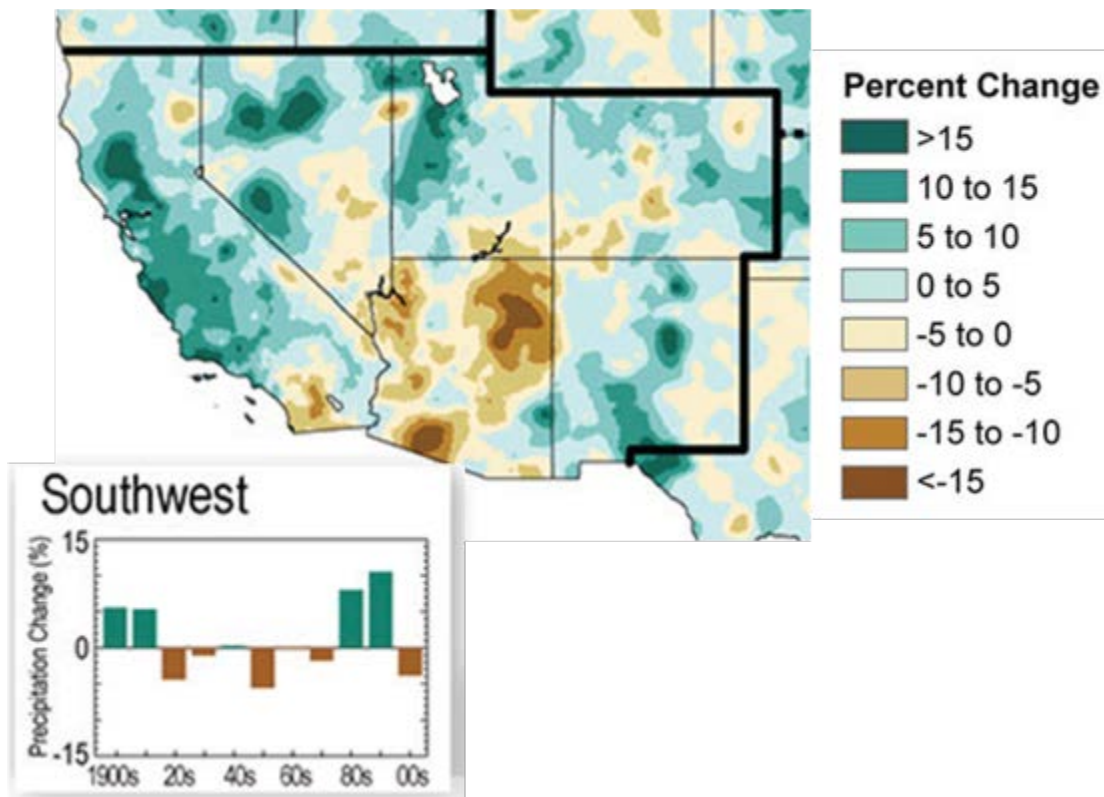 Percent Change
>15
10 to 15
5 to 10
0 to 5
-5 to 0
-10 to -5
-15 to -10
<-15
Southwest
Precipitation Change (%)
15
0
-15
1900s 20s 40s 60s 80s 00s